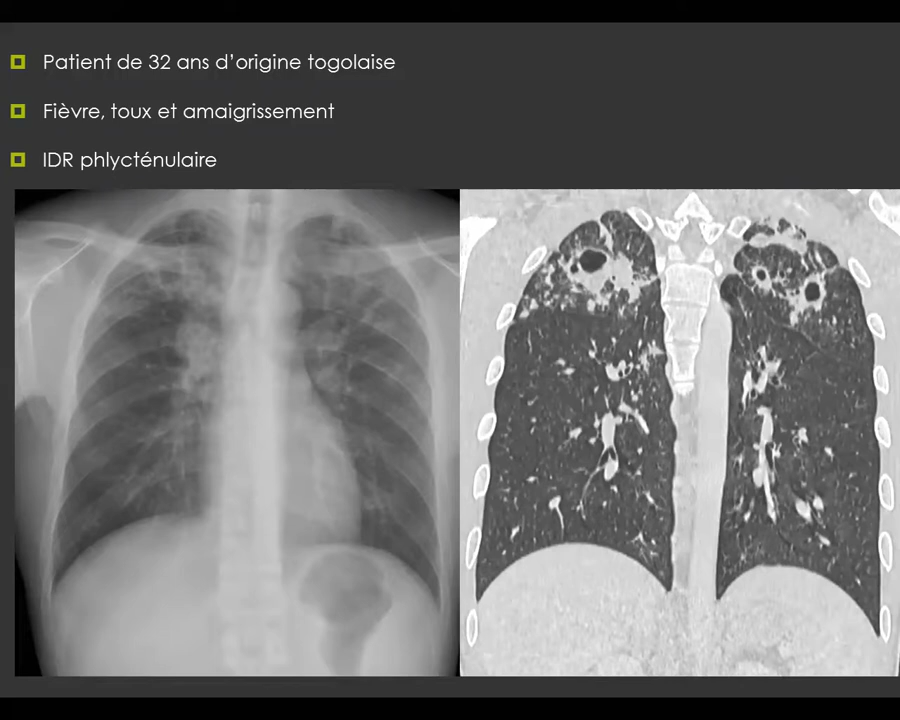 Patient de 32 ans d’origine togolaise
Fièvre, toux et amaigrissement
IDR phlycténulaire